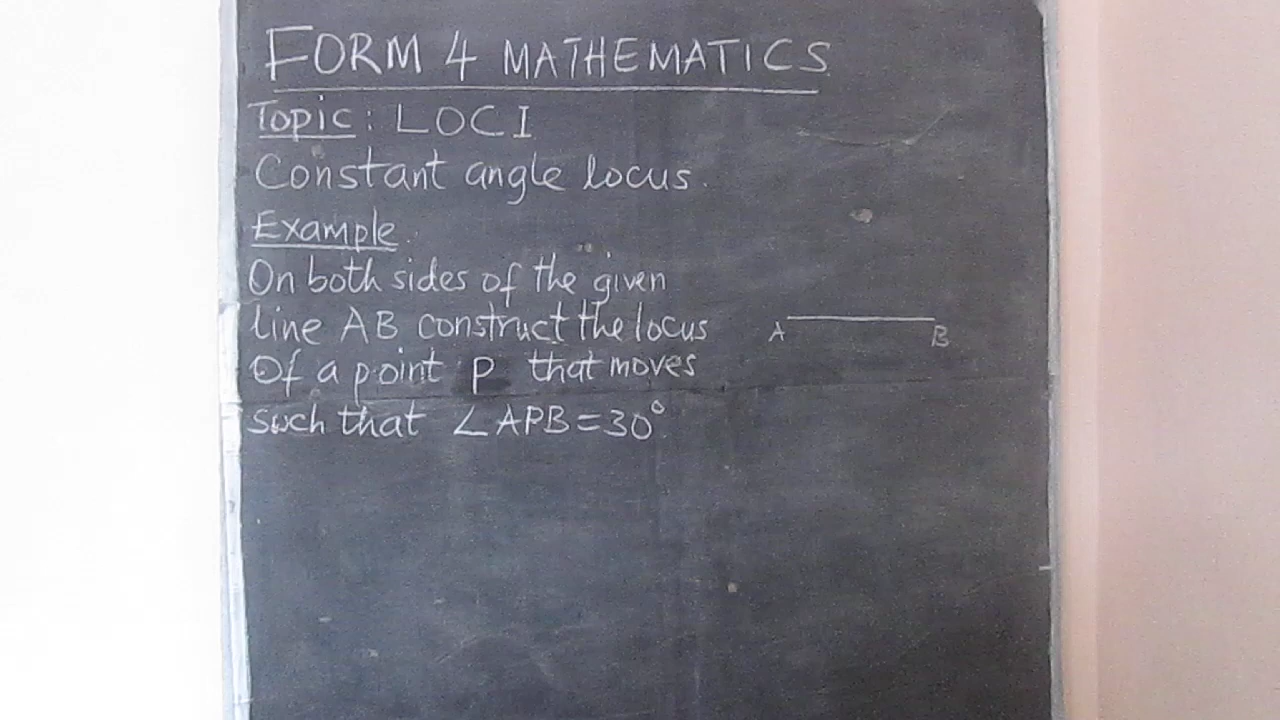 FORM 4 MATHEMATICS
Topic: LOCI
Constant angle locus.
Example
On both sides of the given
line AB construct the locus
A B
Of a point P that moves
such that ∠APB=30°